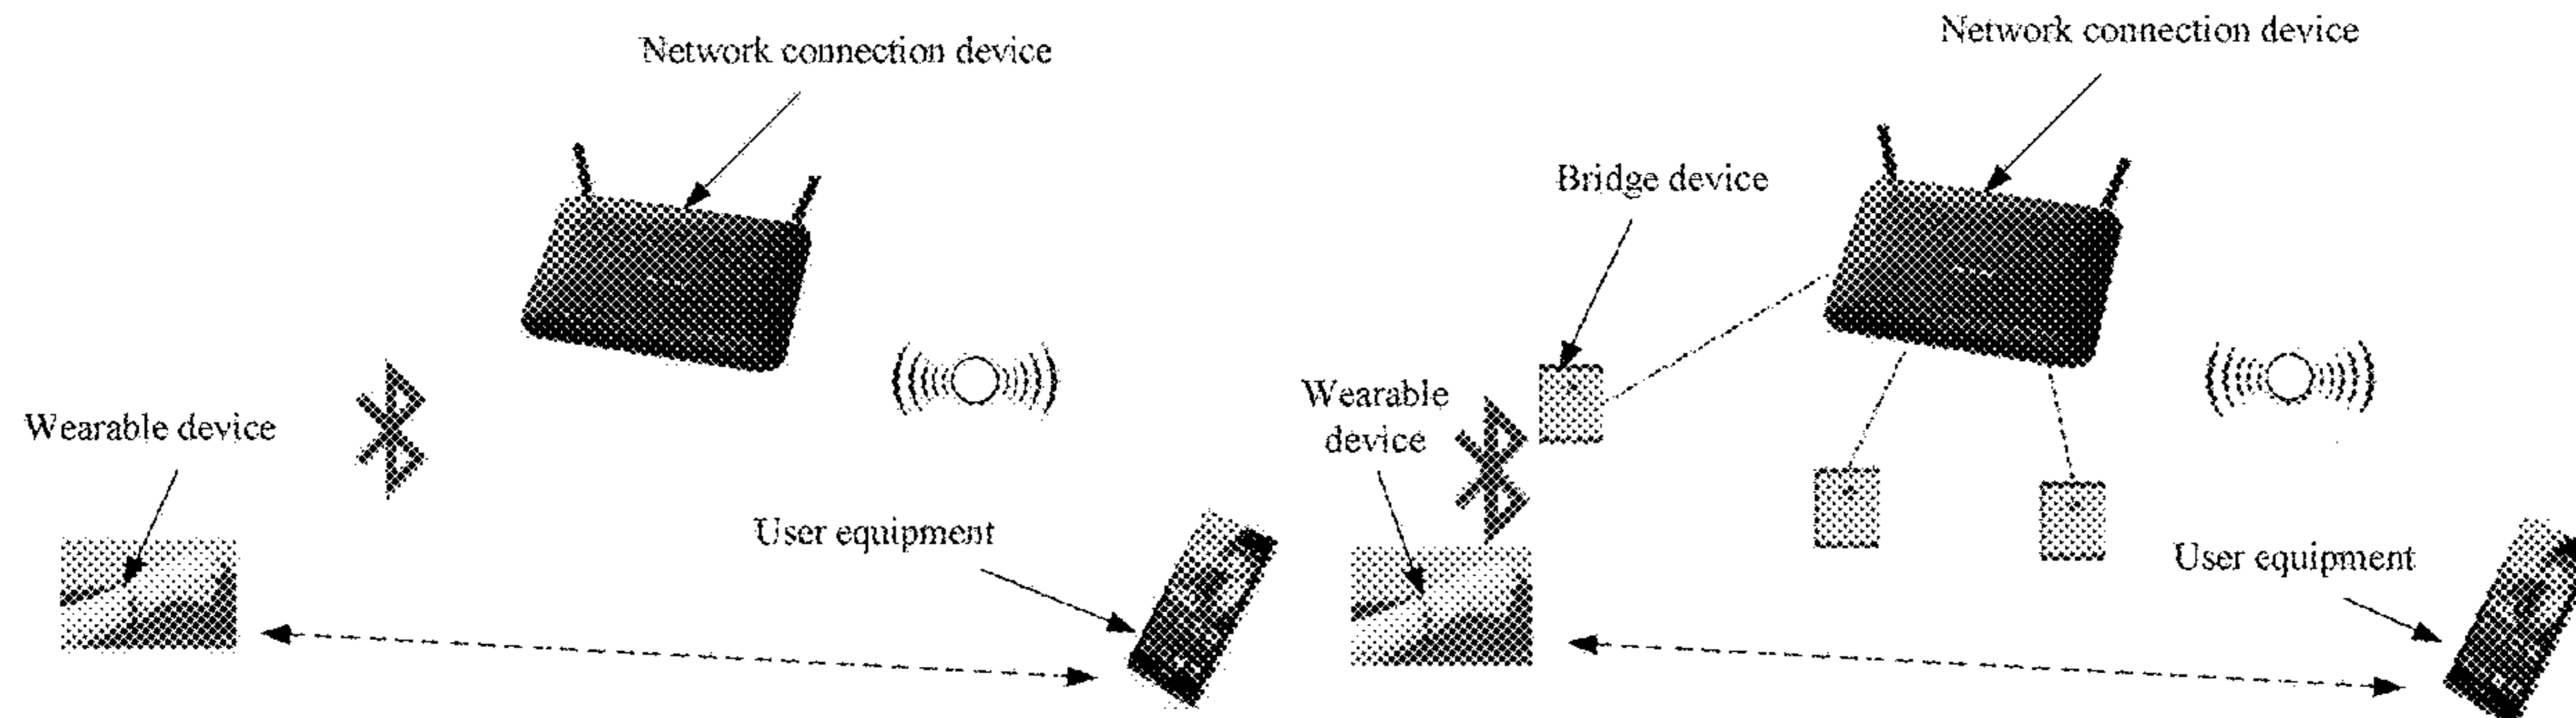 Network connection device
Wearable device
User equipment
Network connection device
Bridge device
Wearable
device
User equipment